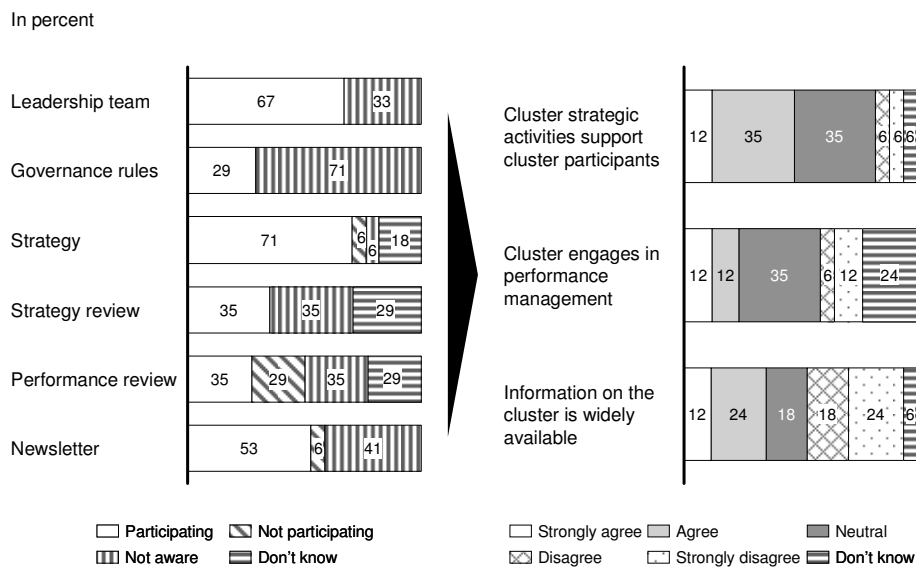 In percent
Leadership team
67 33
Governance rules
29 71
Strategy
71 6 6 18
Strategy review
35 35 29
Performance review
35 29 35 29
Newsletter
53 6 41
Participating Not participating
Not aware Don't know
Cluster strategic
activities support
cluster participants
12 35 35 6 6 6
Cluster engages in
performance
management
12 12 35 6 12 24
Information on the
cluster is widely
available
12 24 18 18 24 6
Strongly agree Agree Neutral
Disagree Strongly disagree Don't know